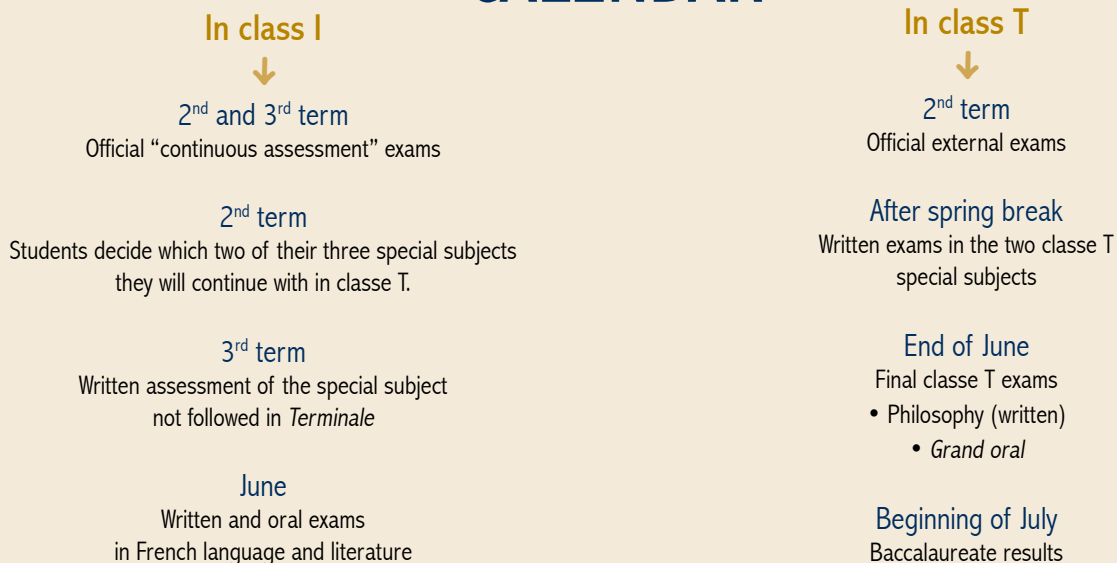 CALENDAR
In class I
2nd and 3rd term
Official “continuous assessment” exams
2nd term
Students decide which two of their three special subjects
they will continue with in classe T.
3rd term
Written assessment of the special subject
not followed in Terminale
June
Written and oral exams
in French language and literature
In class T
2nd term
Official external exams
After spring break
Written exams in the two classe T
special subjects
End of June
Final classe T exams
• Philosophy (written)
• Grand oral
Beginning of July
Baccalaureate results